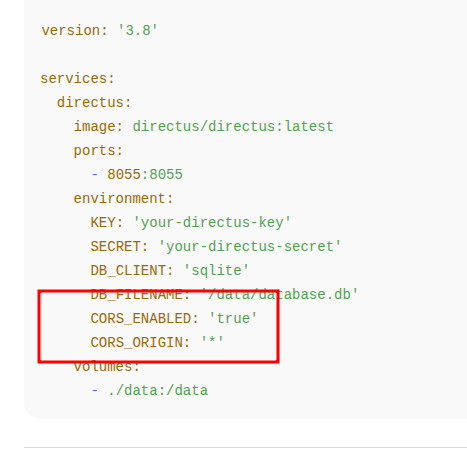 version: '3.8'
services:
directus:
image: directus/directus:latest
ports:
- 8055:8055
environment:
KEY: 'your-directus-key'
SECRET: 'your-directus-secret'
DB_CLIENT: 'sqlite'
DB_FILENAME: '/data/database.db'
CORS_ENABLED: 'true'
CORS_ORIGIN: '*'
volumes:
- ./data:/data